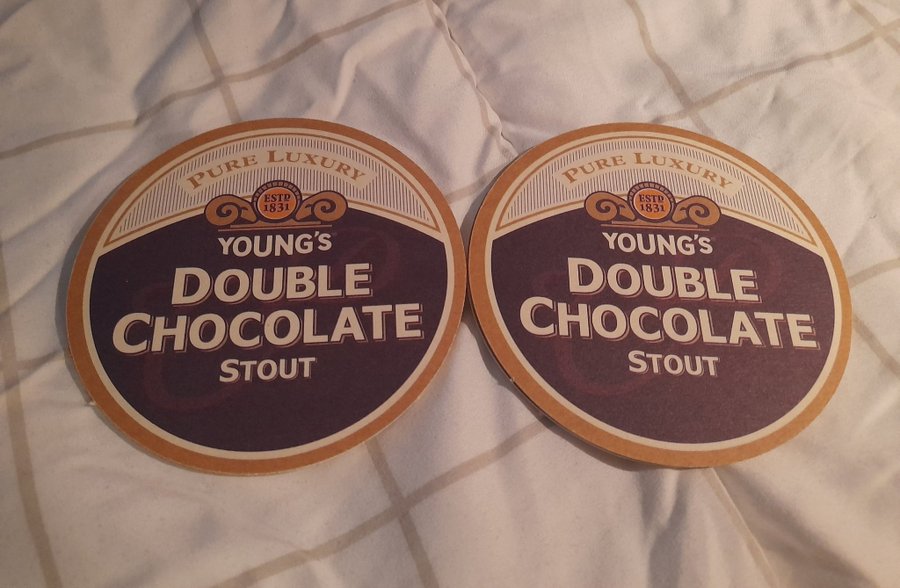 PURE LUXURY
ESTD
1831
YOUNG'S
DOUBLE
CHOCOLATE
STOUT
PURE LUXURY
ESTD
1831
YOUNG'S
DOUBLE
CHOCOLATE
STOUT